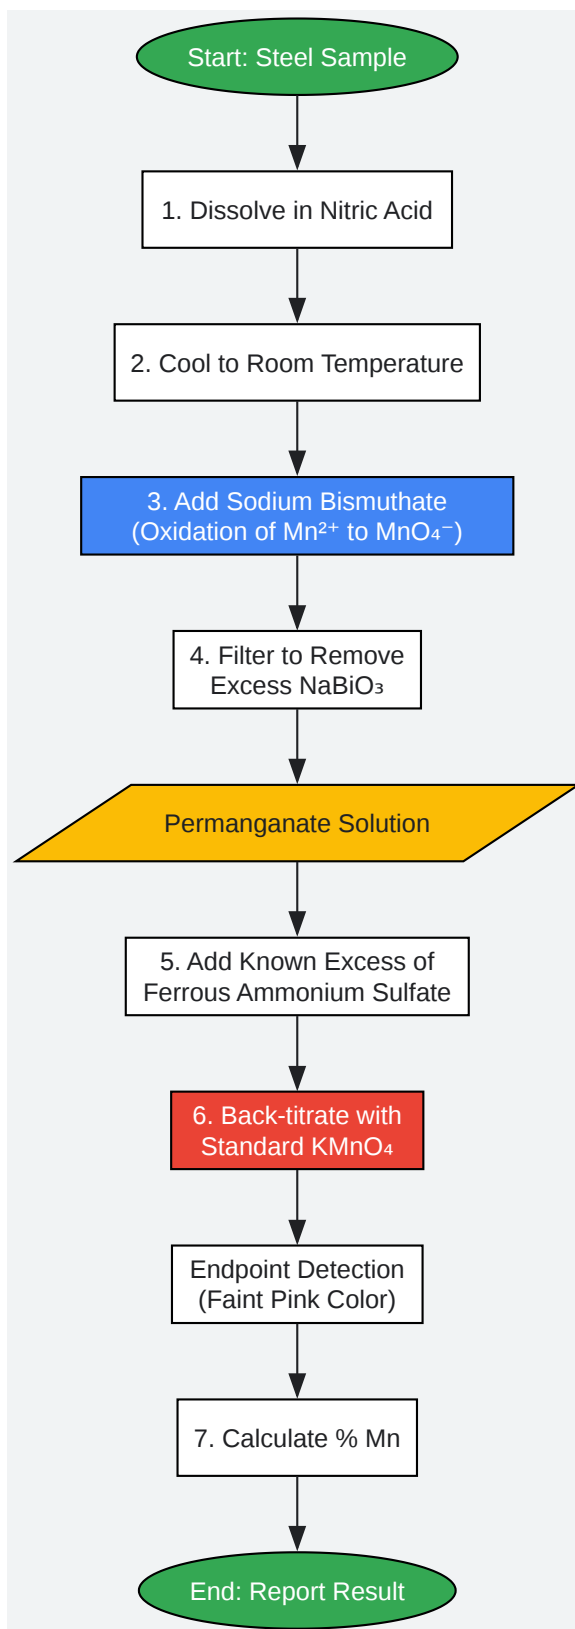 Start: Steel Sample
1. Dissolve in Nitric Acid
2. Cool to Room Temperature
3. Add Sodium Bismuthate
(Oxidation of Mn²⁺ to MnO₄⁻)
4. Filter to Remove
Excess NaBiO₃
Permanganate Solution
5. Add Known Excess of
Ferrous Ammonium Sulfate
6. Back-titrate with
Standard KMnO₄
Endpoint Detection
(Faint Pink Color)
7. Calculate % Mn
End: Report Result